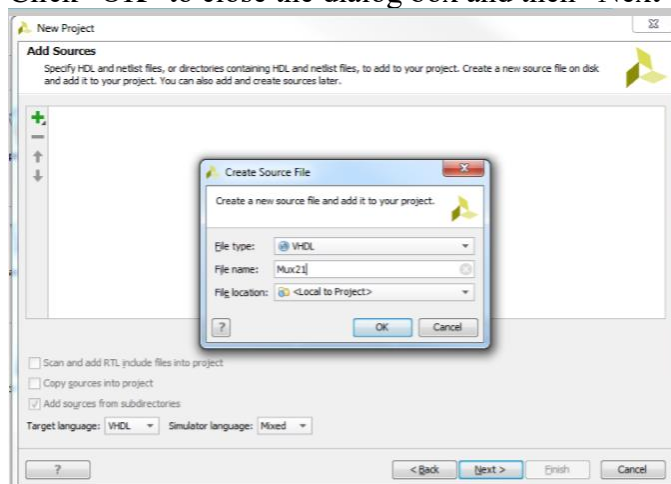 Click "OK" to close the dialog box and then "Next"
New Project
Add Sources
Specify HDL and netlist files, or directories containing HDL and netlist files, to add to your project. Create a new source file on disk
and add it to your project. You can also add and create sources later.
Create Source File
Create a new source file and add it to your project.
File type: VHDL
File name: Mux21
File location: <Local to Project>
? OK Cancel
Scan and add RTL include files into project
Copy sources into project
Add sources from subdirectories
Target language: VHDL Simulator language: Mixed
? < Back Next > Finish Cancel